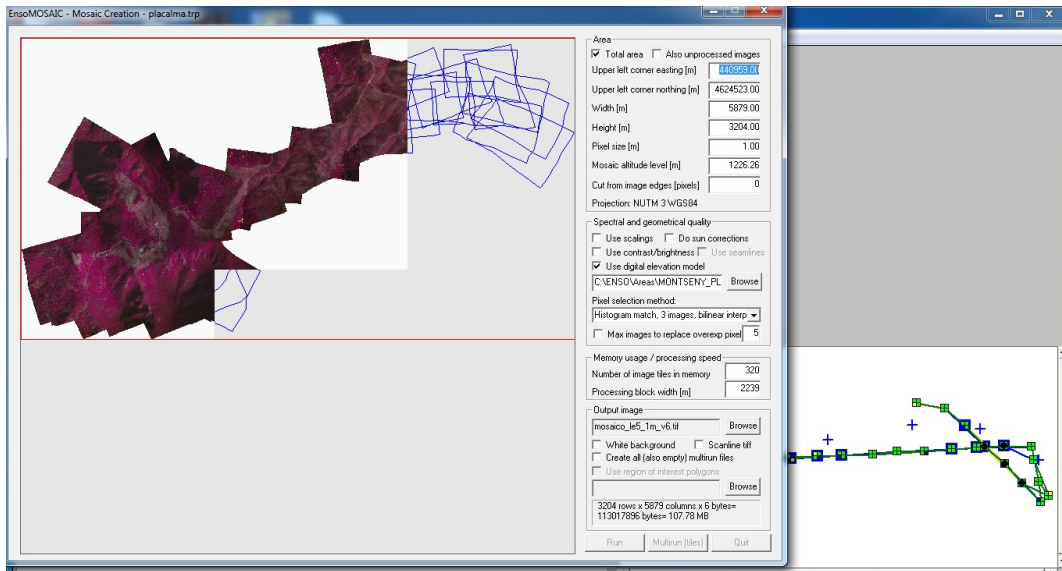 EnsoMOSAIC - Mosaic Creation - placalma.trp
Area
Total area Also unprocessed images
Upper left corner easting [m] 440959.00
Upper left corner northing [m] 4624523.00
Width [m] 5879.00
Height [m] 3204.00
Pixel size [m] 1.00
Mosaic altitude level [m] 1226.26
Cut from image edges [pixels] 0
Projection: NUTM 3 WGS84
Spectral and geometrical quality
Use scalings Do sun corrections
Use contrast/brightness Use seamlines
Use digital elevation model
C:\ENSO\Areas\MONTSENY_PL Browse
Pixel selection method:
Histogram match, 3 images, bilinear interp
Max images to replace overexp pixel 5
Memory usage / processing speed
Number of image tiles in memory 320
Processing block width [m] 2239
Output image
mosaico_le5_1m_v6.tif Browse
White background Scanline tiff
Create all (also empty) multirun files
Use region of interest polygons
Browse
3204 rows x 5879 columns x 6 bytes=
113017896 bytes= 107.78 MB
Run Multirun (tiles) Quit